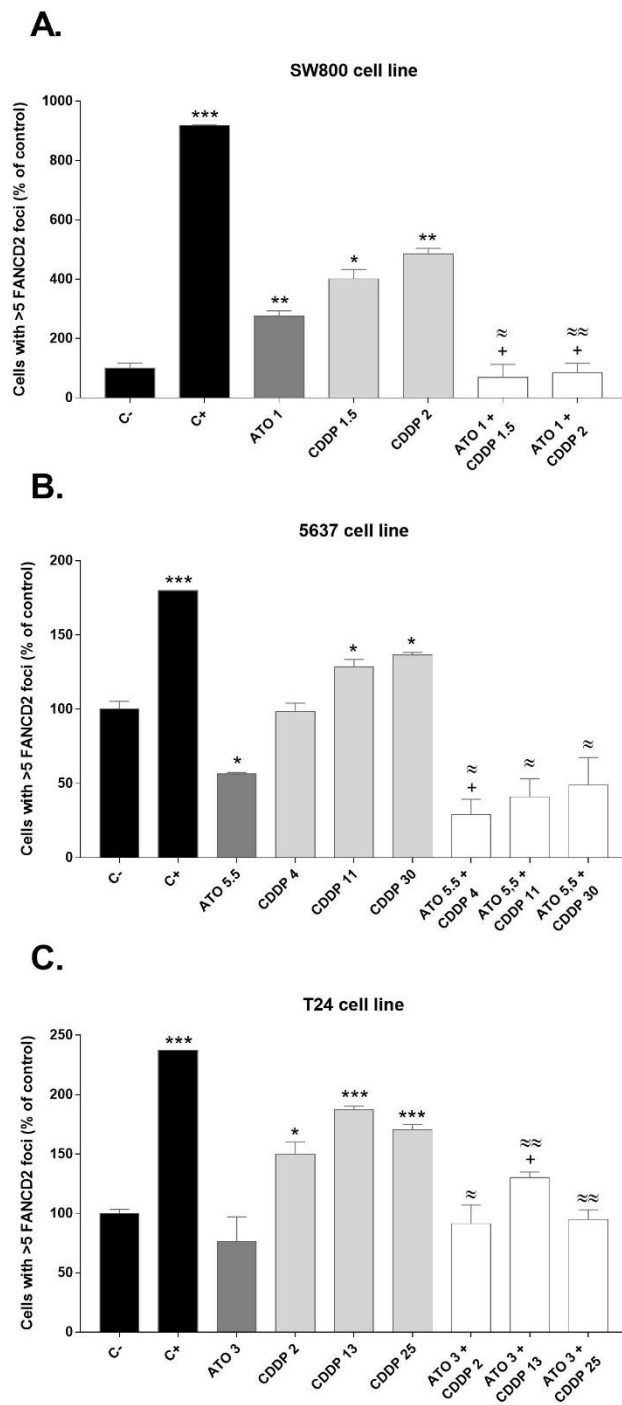 A.
SW800 cell line
Cells with >5 FANCD2 foci (% of control)
1000
800
600
400
200
0
***
**
*
**
≈
+
≈≈
+
C-
C+
ATO 1
CDDP 1.5
CDDP 2
ATO 1 +
CDDP 1.5
ATO 1 +
CDDP 2
B.
5637 cell line
Cells with >5 FANCD2 foci (% of control)
200
150
100
50
0
***
*
*
*
≈
+
≈
≈
C-
C+
ATO 5.5
CDDP 4
CDDP 11
CDDP 30
ATO 5.5 +
CDDP 4
ATO 5.5 +
CDDP 11
ATO 5.5 +
CDDP 30
C.
T24 cell line
Cells with >5 FANCD2 foci (% of control)
250
200
150
100
50
0
***
*
***
***
≈
≈≈
+
≈≈
C-
C+
ATO 3
CDDP 2
CDDP 13
CDDP 25
ATO 3 +
CDDP 2
ATO 3 +
CDDP 13
ATO 3 +
CDDP 25